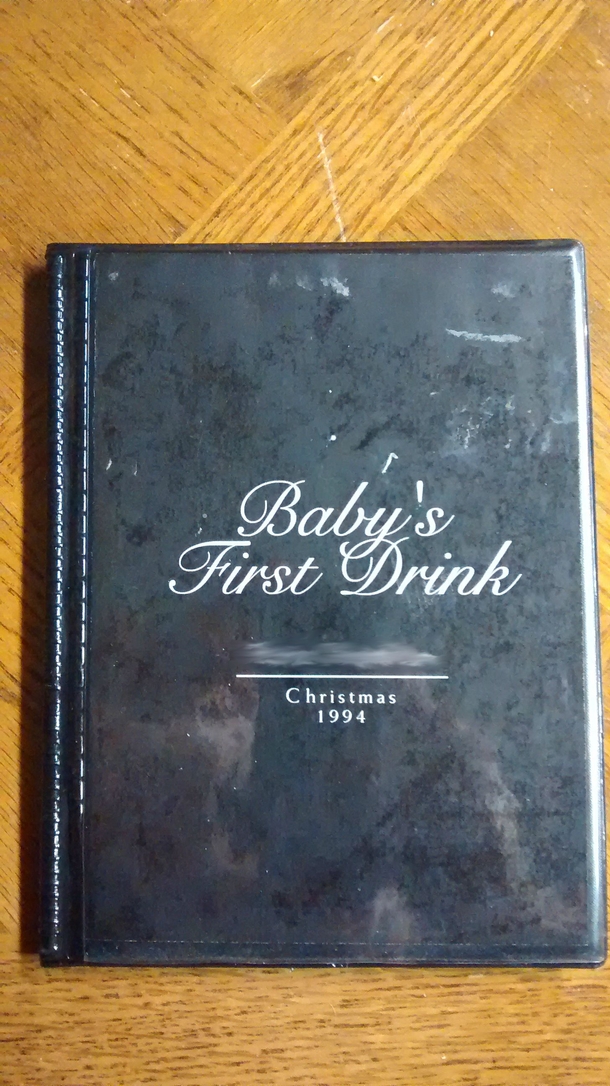 Baby's
First Drink
Christmas
1994